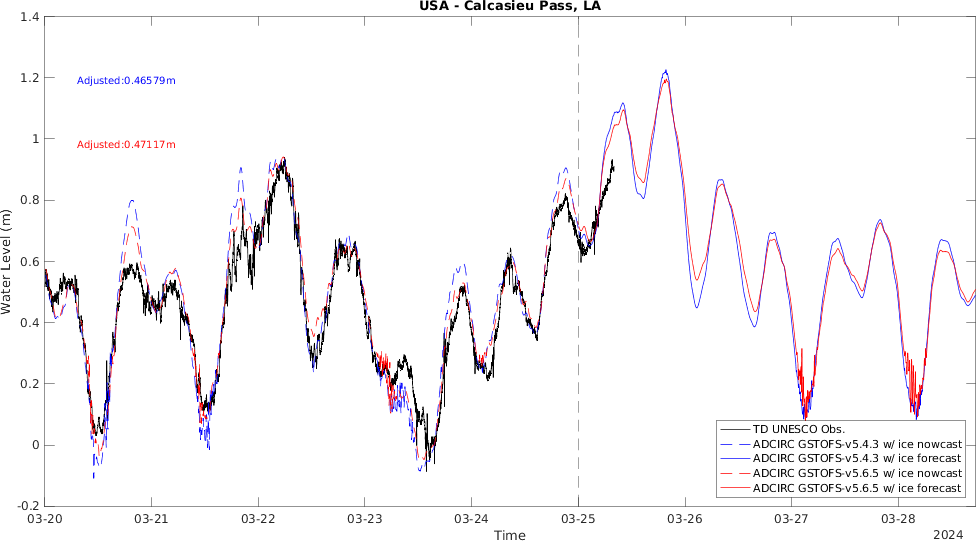 USA - Calcasieu Pass, LA
1.4
1.2
1
0.8
0.6
0.4
0.2
0
-0.2
Water Level (m)
Adjusted:0.46579m
Adjusted:0.47117m
TD UNESCO Obs.
ADCIRC GSTOFS-v5.4.3 w/ ice nowcast
ADCIRC GSTOFS-v5.4.3 w/ ice forecast
ADCIRC GSTOFS-v5.6.5 w/ ice nowcast
ADCIRC GSTOFS-v5.6.5 w/ ice forecast
03-20 03-21 03-22 03-23 03-24 03-25 03-26 03-27 03-28
Time
2024